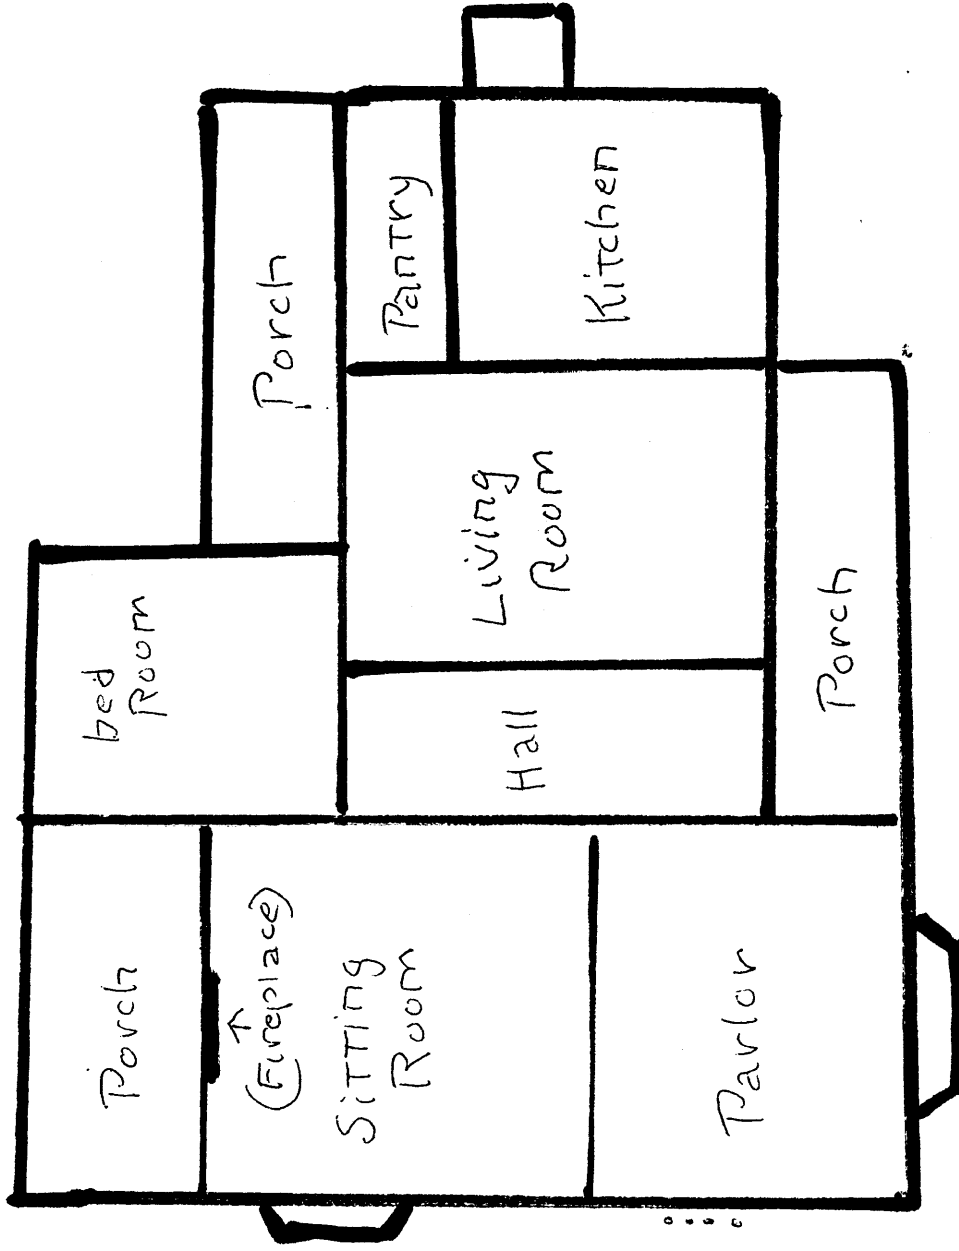 Porch
bed
Room
(Fireplace)
Porch
Sitting
Room
Pantry
Hall
Living
Room
Kitchen
Parlor
Porch